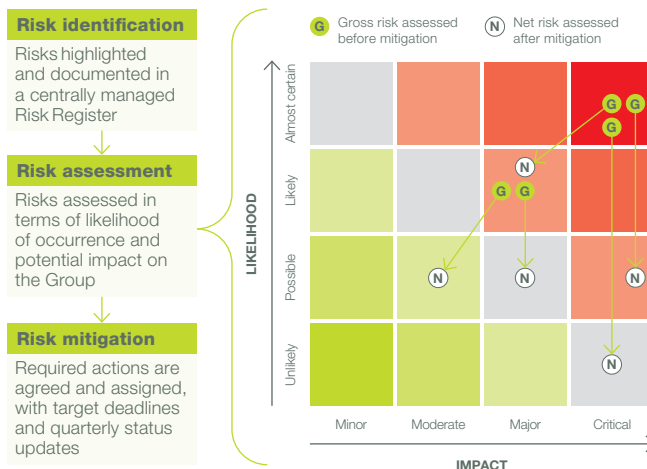 Risk identification
Risks highlighted
and documented in
a centrally managed
Risk Register
Risk assessment
Risks assessed in
terms of likelihood
of occurrence and
potential impact on
the Group
Risk mitigation
Required actions are
agreed and assigned,
with target deadlines
and quarterly status
updates
G Gross risk assessed
before mitigation
N Net risk assessed
after mitigation
LIKELIHOOD
Almost certain
Likely
Possible
Unlikely
G G
G
N
G G
N N N
N
Minor Moderate Major Critical
IMPACT